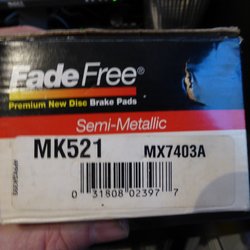 Fade Free®
Premium New Disc Brake Pads
Semi-Metallic
MK521 MX7403A
0 31808 02397 7